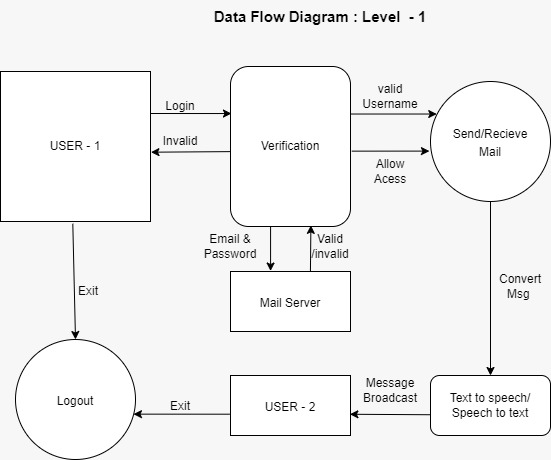 Data Flow Diagram : Level - 1
USER - 1
Login
Invalid
Verification
valid
Username
Allow
Acess
Send/Recieve
Mail
Email &
Password
Valid
/invalid
Mail Server
Convert
Msg
Exit
Logout
Exit
USER - 2
Message
Broadcast
Text to speech/
Speech to text